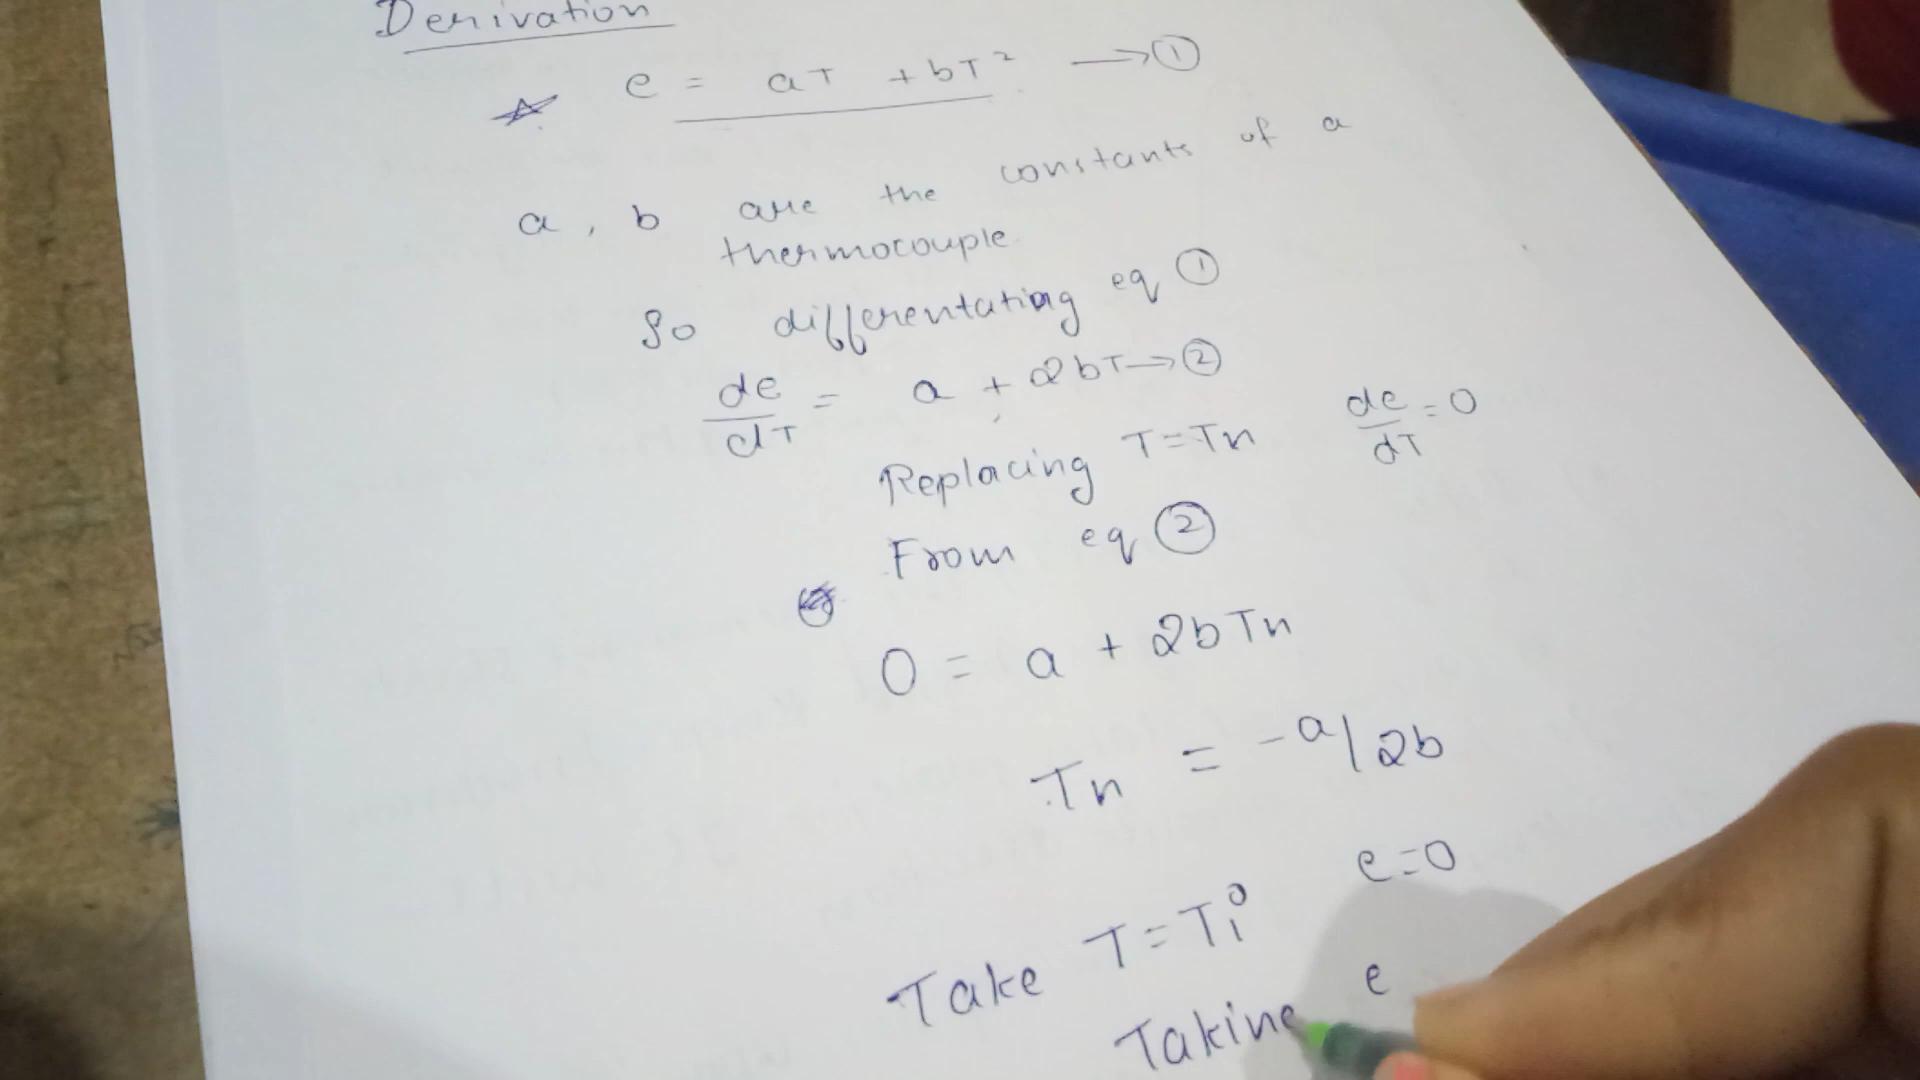 Derivation
e = aT + bT² → ①
a, b are the constants of a
thermocouple
So differentating eq ①
de/dT = a + 2bT → ②
Replacing T = Tn de/dT = 0
From eq ②
0 = a + 2bTn
Tn = -a/2b
Take T = Ti e = 0
Taking e